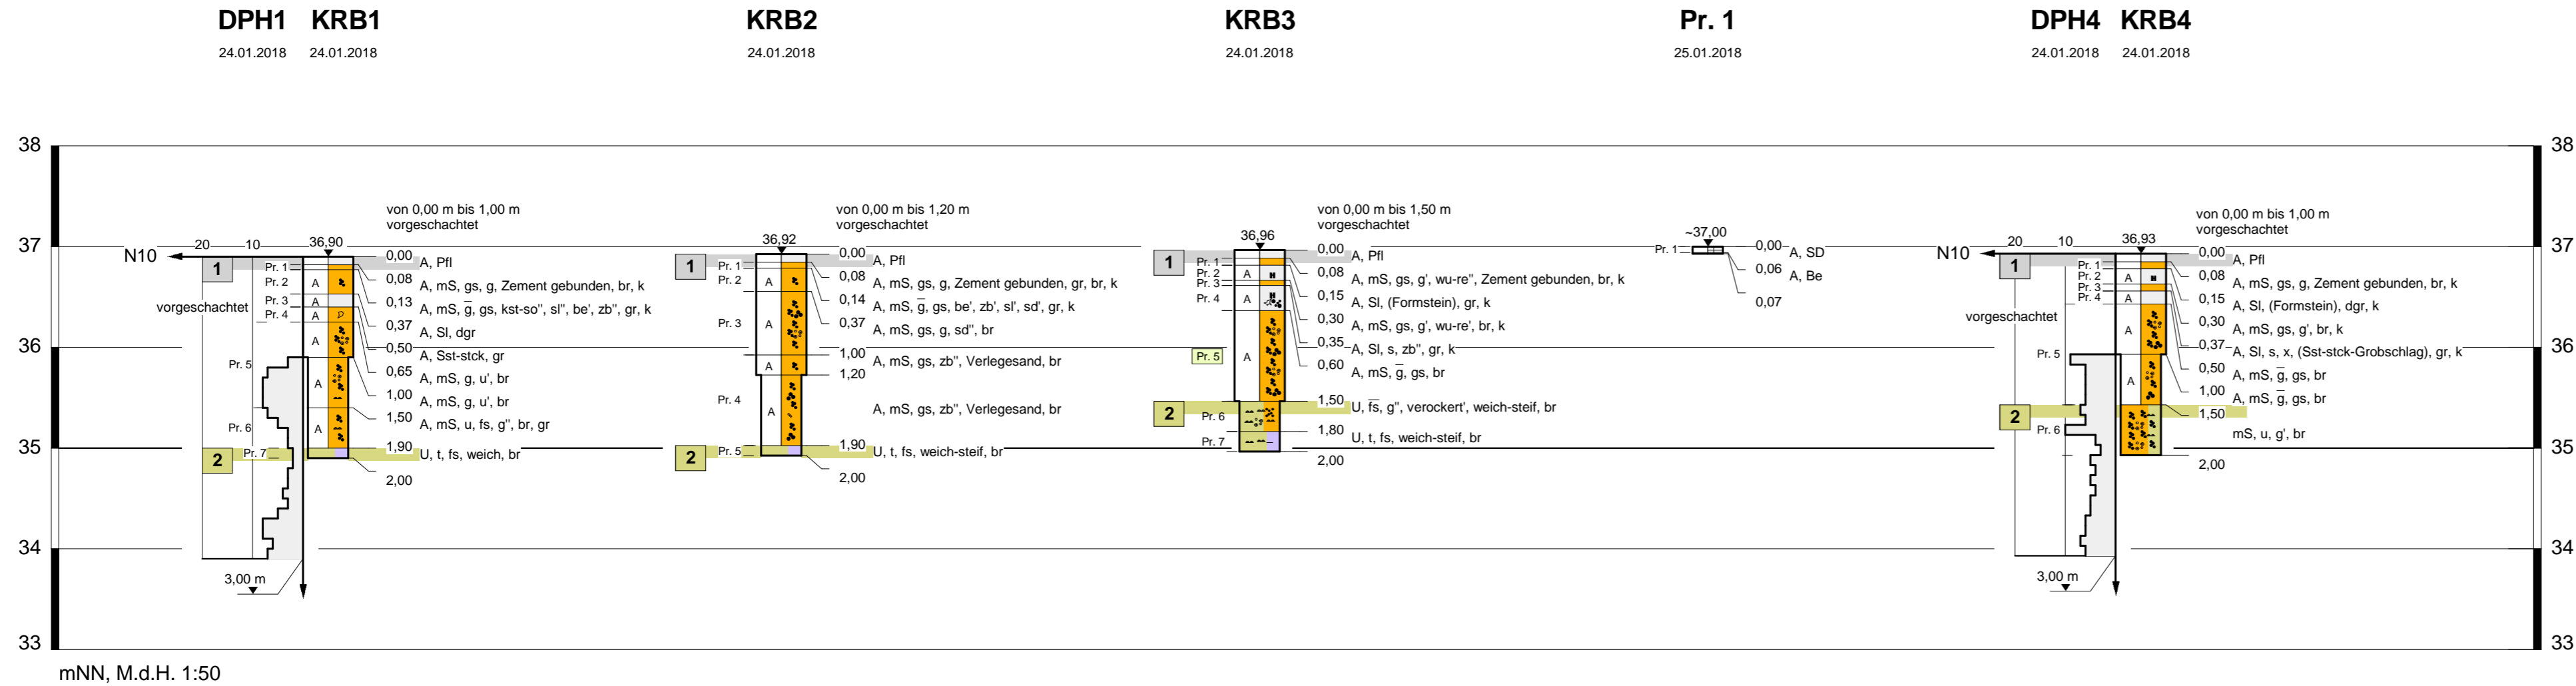 DPH1 KRB1 KRB2 KRB3 Pr. 1 DPH4 KRB4
24.01.2018 24.01.2018 24.01.2018 24.01.2018 25.01.2018 24.01.2018 24.01.2018
38 38
37 37
36 36
35 35
34 34
33 33
von 0,00 m bis 1,00 m
vorgeschachtet
N10
20
10
36,90
1
vorgeschachtet
Pr. 1
Pr. 2
Pr. 3
Pr. 4
Pr. 5
Pr. 6
Pr. 7
2
A
A
A
A
A
0,00
A, Pfl
0,08
A, mS, gs, g, Zement gebunden, br, k
0,13
A, mS, g̅, gs, kst-so'', sl'', be', zb'', gr, k
0,37
A, Sl, dgr
0,50
A, Sst-stck, gr
0,65
A, mS, g, u', br
1,00
A, mS, g, u', br
1,50
A, mS, u, fs, g'', br, gr
1,90
U, t, fs, weich, br
2,00
3,00 m
von 0,00 m bis 1,20 m
vorgeschachtet
36,92
1
Pr. 1
Pr. 2
Pr. 3
Pr. 4
Pr. 5
2
A
A
A
A
0,00
A, Pfl
0,08
A, mS, gs, g, Zement gebunden, gr, br, k
0,14
A, mS, g̅, gs, be', zb', sl', sd', gr, k
0,37
A, mS, gs, g, sd'', br
1,00
A, mS, gs, zb'', Verlegesand, br
1,20
A, mS, gs, zb'', Verlegesand, br
1,90
U, t, fs, weich-steif, br
2,00
von 0,00 m bis 1,50 m
vorgeschachtet
36,96
1
Pr. 1
Pr. 2
Pr. 3
Pr. 4
Pr. 5
Pr. 6
Pr. 7
2
A
A
A
0,00
A, Pfl
0,08
A, mS, gs, g', wu-re'', Zement gebunden, br, k
0,15
A, Sl, (Formstein), gr, k
0,30
A, mS, gs, g', wu-re', br, k
0,35
A, Sl, s, zb'', gr, k
0,60
A, mS, g̅, gs, br
1,50
U, f̅s̅, g'', verockert', weich-steif, br
1,80
U, t, fs, weich-steif, br
2,00
~37,00
Pr. 1
0,00
A, SD
0,06
A, Be
0,07
von 0,00 m bis 1,00 m
vorgeschachtet
N10
20
10
36,93
1
vorgeschachtet
Pr. 1
Pr. 2
Pr. 3
Pr. 4
Pr. 5
Pr. 6
2
A
A
A
A
0,00
A, Pfl
0,08
A, mS, gs, g, Zement gebunden, br, k
0,15
A, Sl, (Formstein), dgr, k
0,30
A, mS, gs, g', br, k
0,37
A, Sl, s, x, (Sst-stck-Grobschlag), gr, k
0,50
A, mS, g̅, gs, br
1,00
A, mS, g̅, gs, br
1,50
mS, u, g', br
2,00
3,00 m
mNN, M.d.H. 1:50